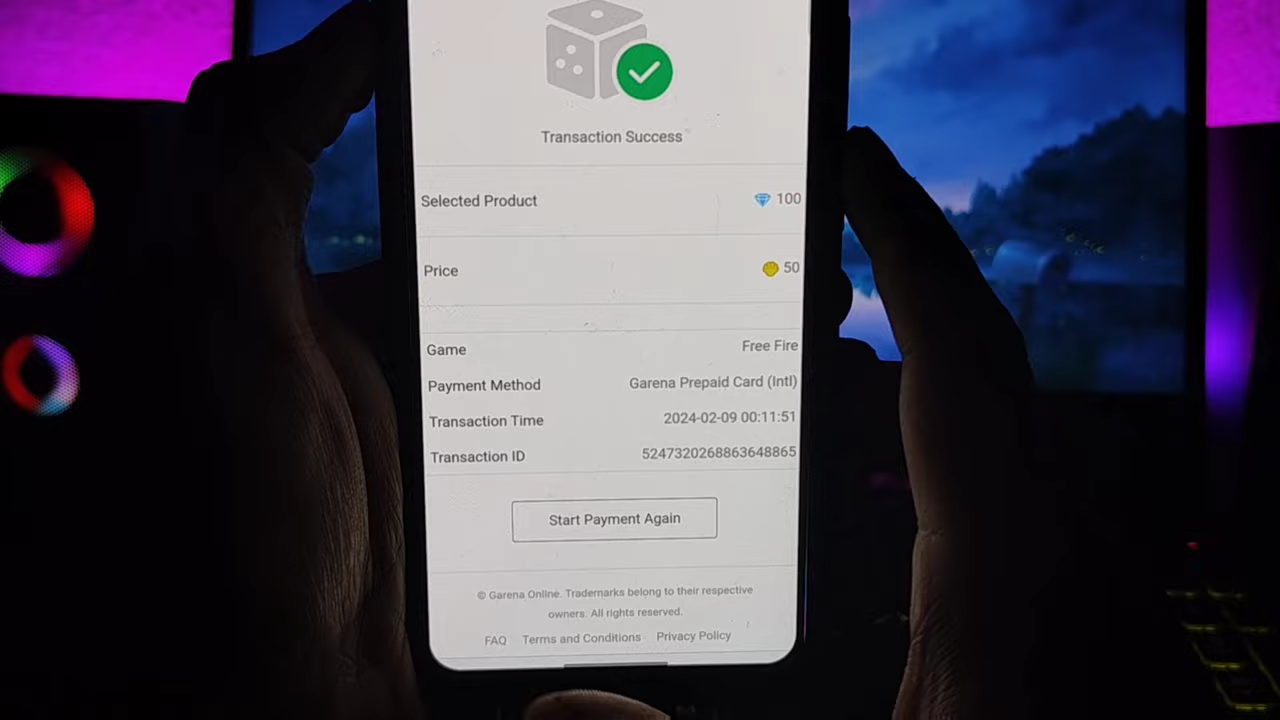 Transaction Success
Selected Product 100
Price 50
Game Free Fire
Payment Method Garena Prepaid Card (Intl)
Transaction Time 2024-02-09 00:11:51
Transaction ID 5247320268863648865
Start Payment Again
© Garena Online. Trademarks belong to their respective
owners. All rights reserved.
FAQ Terms and Conditions Privacy Policy